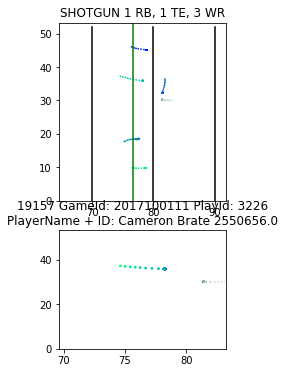 SHOTGUN 1 RB, 1 TE, 3 WR
50
40
30
20
10
0
70 80 90
19157 GameId: 2017100111 PlayId: 3226
PlayerName + ID: Cameron Brate 2550656.0
40
20
0
70 75 80